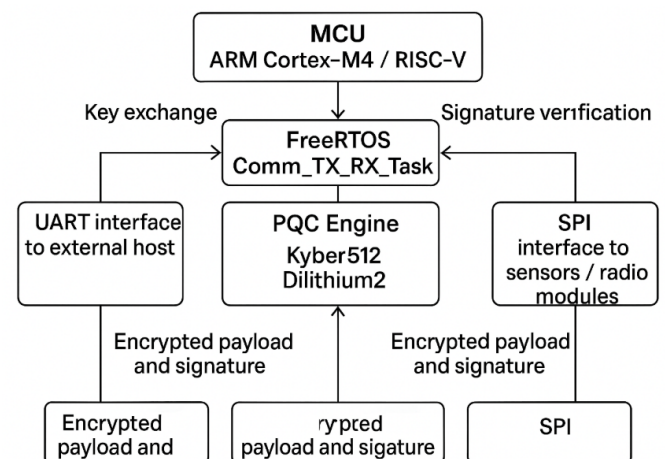 MCU
ARM Cortex-M4 / RISC-V
Key exchange
Signature verification
FreeRTOS
Comm_TX_RX_Task
UART interface
to external host
PQC Engine
Kyber512
Dilithium2
SPI
interface to
sensors / radio
modules
Encrypted payload
and signature
Encrypted payload
and signature
Encrypted
payload and
rypted
payload and sigature
SPI